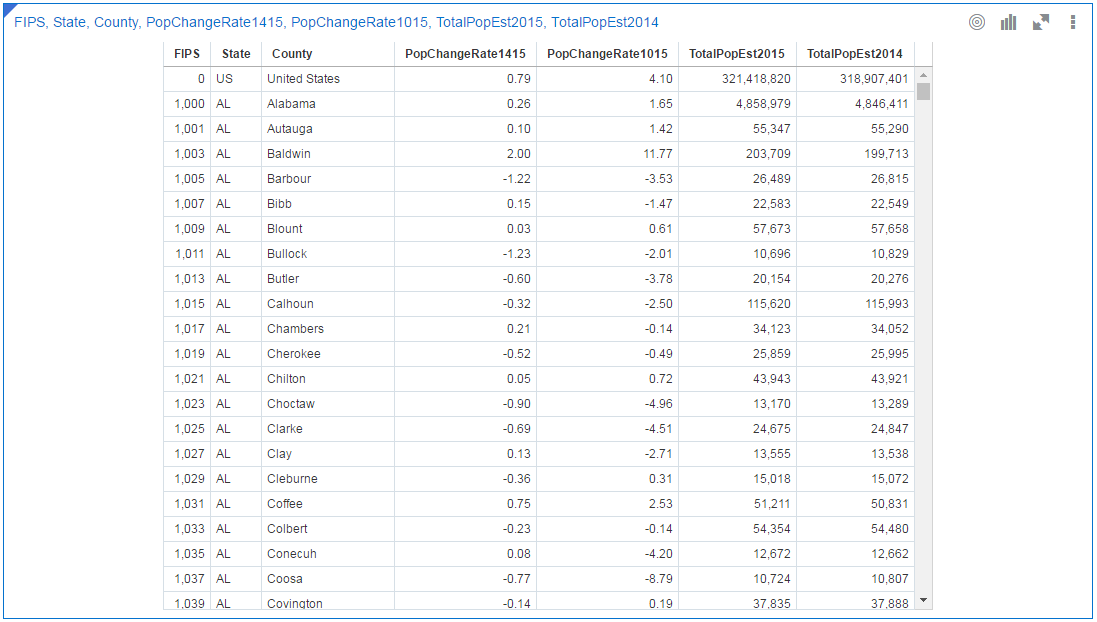 FIPS, State, County, PopChangeRate1415, PopChangeRate1015, TotalPopEst2015, TotalPopEst2014
FIPS State County PopChangeRate1415 PopChangeRate1015 TotalPopEst2015 TotalPopEst2014
0 US United States 0.79 4.10 321,418,820 318,907,401
1,000 AL Alabama 0.26 1.65 4,858,979 4,846,411
1,001 AL Autauga 0.10 1.42 55,347 55,290
1,003 AL Baldwin 2.00 11.77 203,709 199,713
1,005 AL Barbour -1.22 -3.53 26,489 26,815
1,007 AL Bibb 0.15 -1.47 22,583 22,549
1,009 AL Blount 0.03 0.61 57,673 57,658
1,011 AL Bullock -1.23 -2.01 10,696 10,829
1,013 AL Butler -0.60 -3.78 20,154 20,276
1,015 AL Calhoun -0.32 -2.50 115,620 115,993
1,017 AL Chambers 0.21 -0.14 34,123 34,052
1,019 AL Cherokee -0.52 -0.49 25,859 25,995
1,021 AL Chilton 0.05 0.72 43,943 43,921
1,023 AL Choctaw -0.90 -4.96 13,170 13,289
1,025 AL Clarke -0.69 -4.51 24,675 24,847
1,027 AL Clay 0.13 -2.71 13,555 13,538
1,029 AL Cleburne -0.36 0.31 15,018 15,072
1,031 AL Coffee 0.75 2.53 51,211 50,831
1,033 AL Colbert -0.23 -0.14 54,354 54,480
1,035 AL Conecuh 0.08 -4.20 12,672 12,662
1,037 AL Coosa -0.77 -8.79 10,724 10,807
1,039 AL Covington -0.14 0.19 37,835 37,888